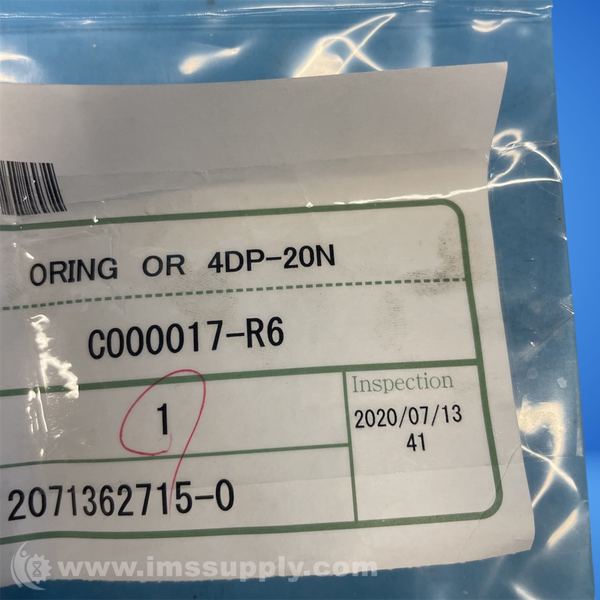 ORING OR 4DP-20N
C000017-R6
1
Inspection
2020/07/13
41
2071362715-0
www.imssupply.com